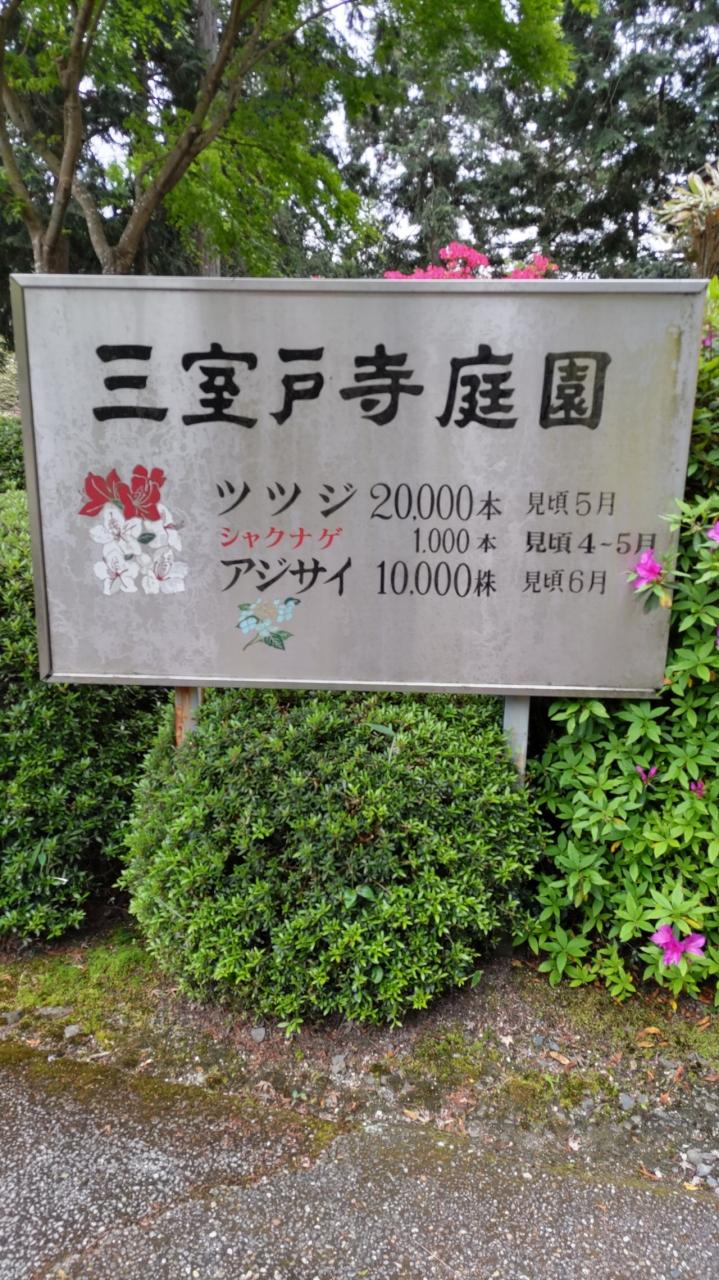 三室戸寺庭園
ツツジ 20,000本 見頃5月
シャクナゲ 1,000本 見頃4~5月
アジサイ 10,000株 見頃6月